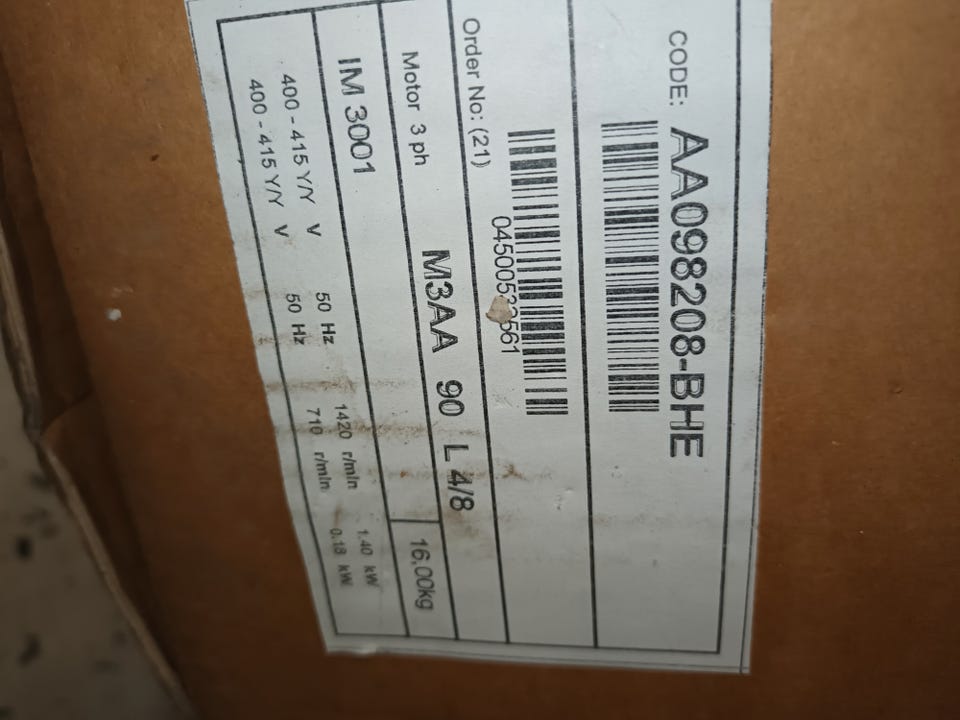 CODE: AA098208-BHE
Order No: (21)
Motor 3 ph M3AA 90 L 4/8 16,00kg
IM 3001
400 - 415 Y/Y V 50 Hz 1420 r/min 1.40 kW
400 - 415 Y/Y V 50 Hz 710 r/min 0.18 kW